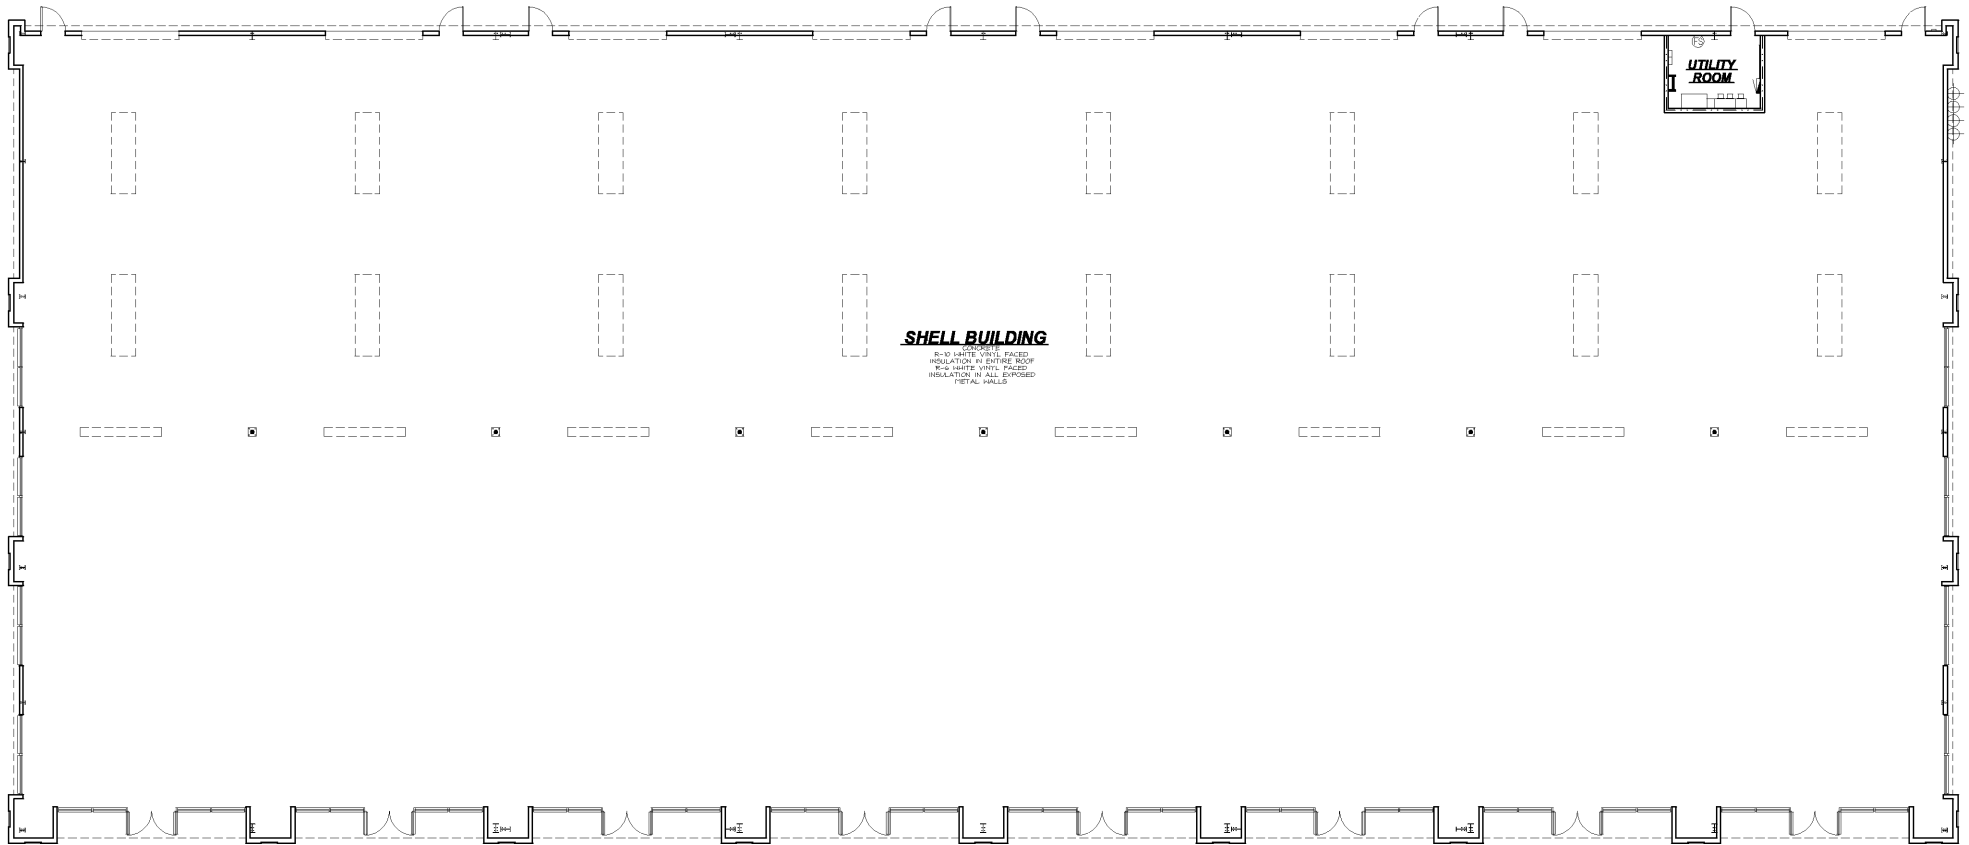 FS
UTILITY
ROOM
SHELL BUILDING
CONCRETE
R-10 WHITE VINYL FACED
INSULATION IN ENTIRE ROOF
R-6 WHITE VINYL FACED
INSULATION IN ALL EXPOSED
METAL WALLS